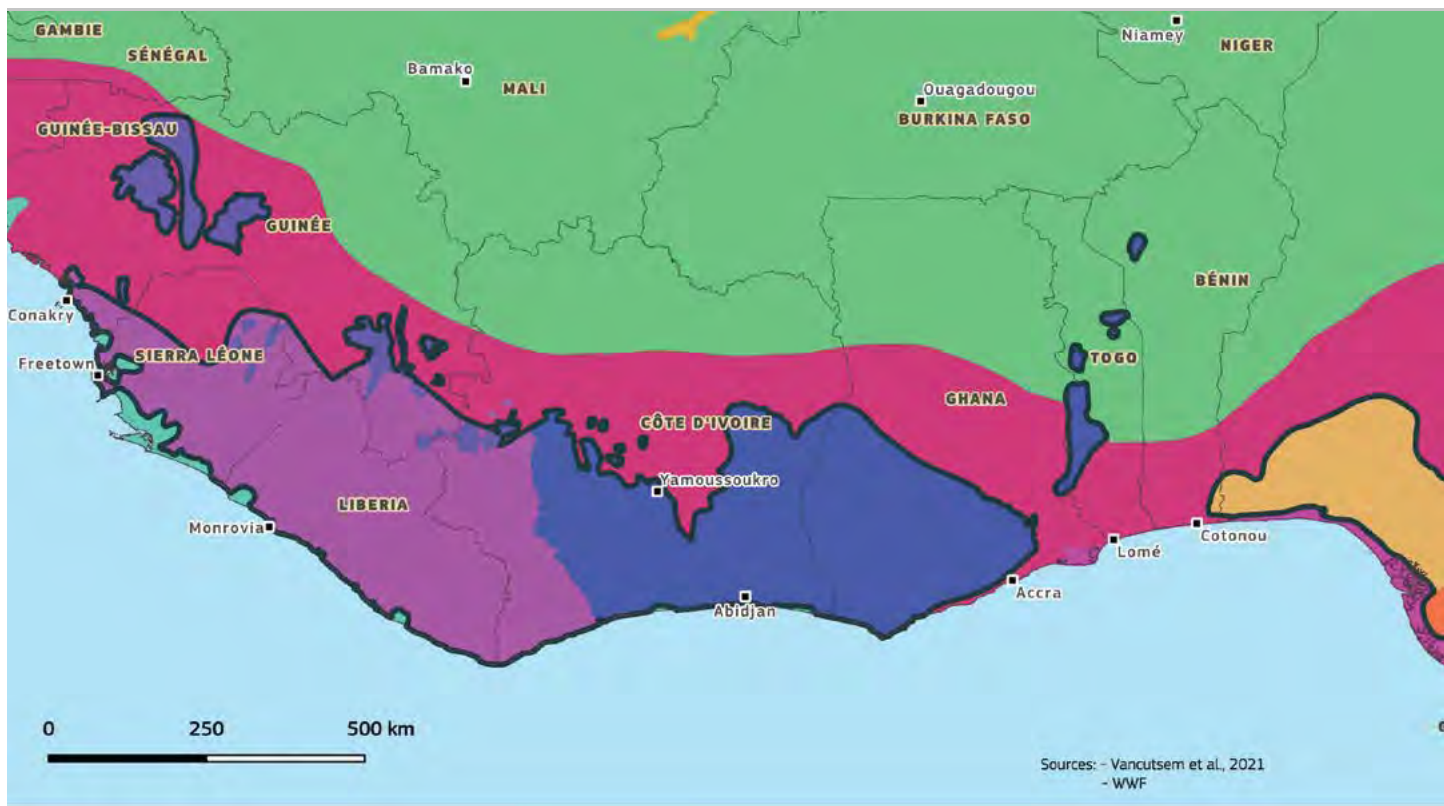 GAMBIE
SÉNÉGAL
Bamako
MALI
Niamey
NIGER
Ouagadougou
BURKINA FASO
GUINÉE-BISSAU
GUINÉE
BÉNIN
Conakry
SIERRA LÉONE
Freetown
TOGO
GHANA
CÔTE D'IVOIRE
Yamoussoukro
LIBERIA
Monrovia
Cotonou
Lomé
Accra
Abidjan
0 250 500 km
Sources: - Vancutsem et al., 2021
- WWF